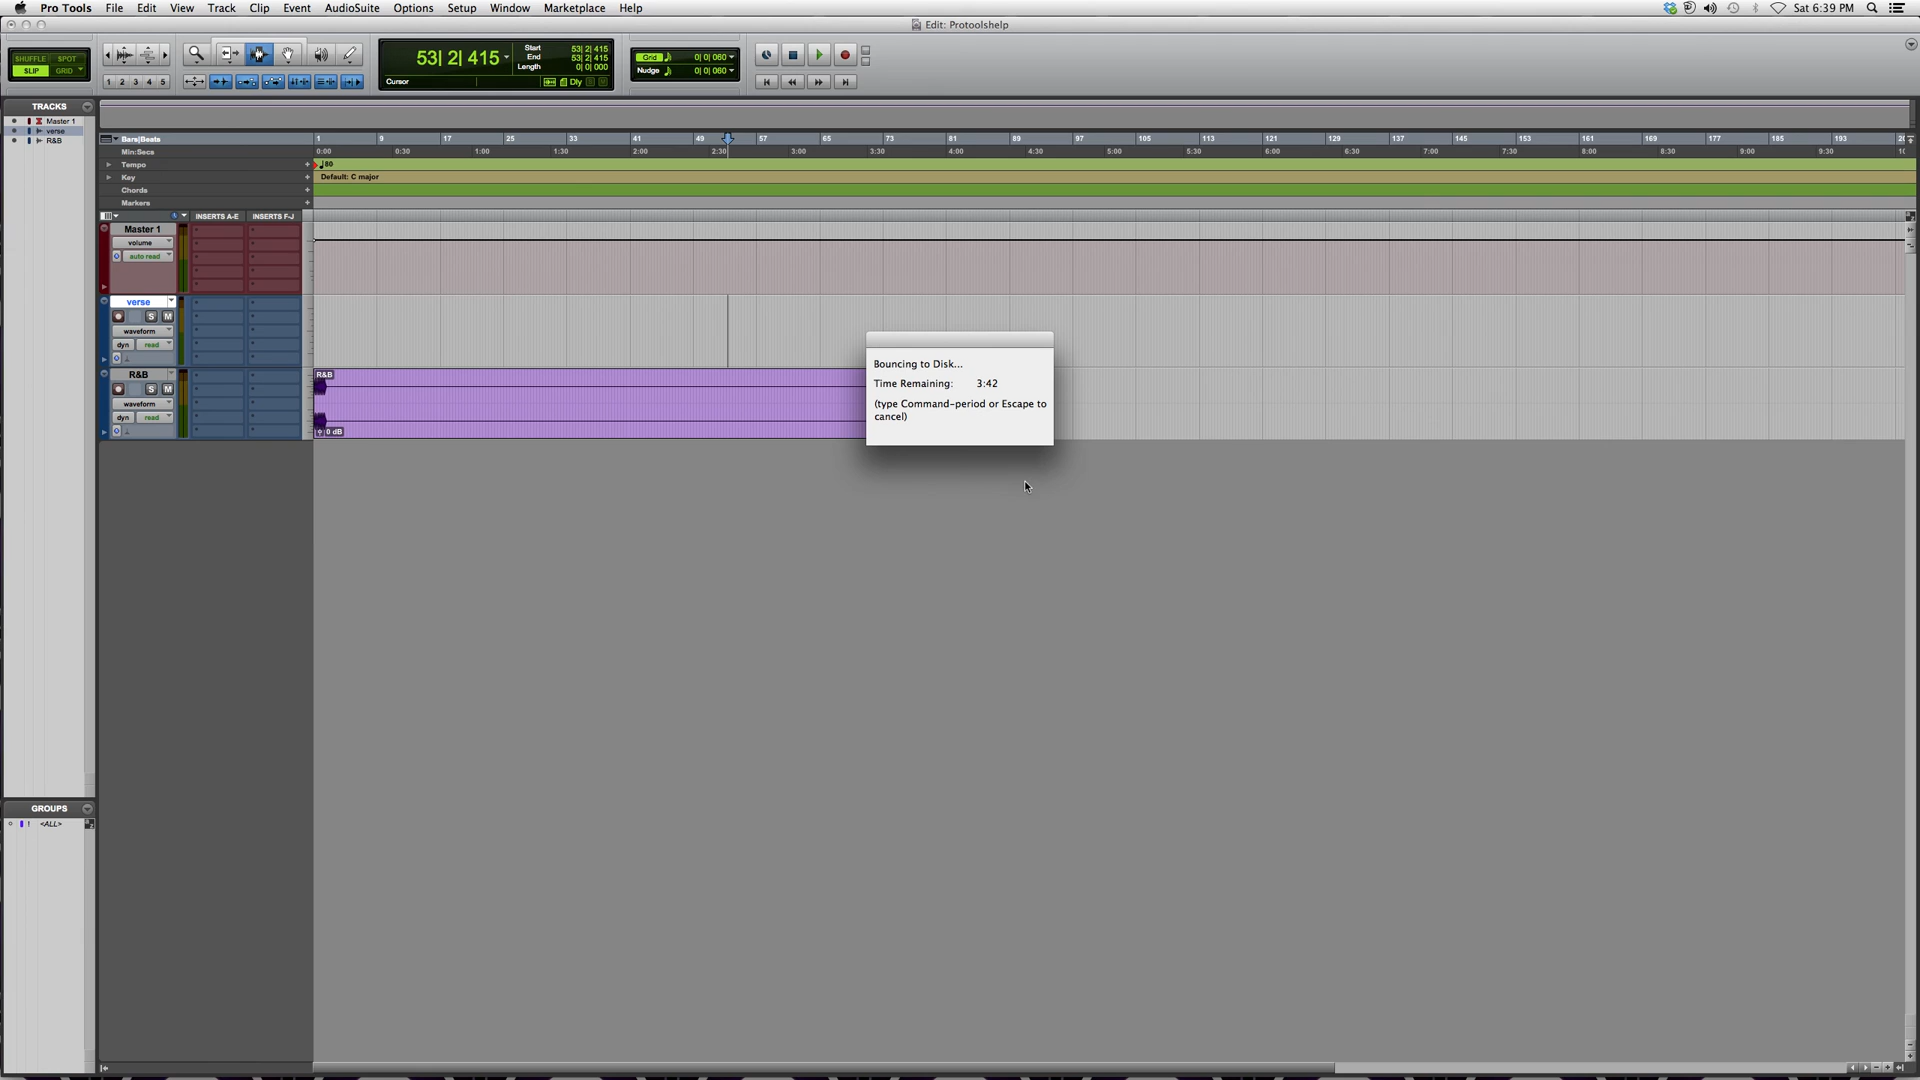 Pro Tools File Edit View Track Clip Event AudioSuite Options Setup Window Marketplace Help Sat 6:39 PM
Edit: Protoolshelp
SHUFFLE SPOT
SLIP GRID
1 2 3 4 5
53| 2| 415
Start 53| 2| 415
End 53| 2| 415
Length 0| 0| 000
Cursor Dly
Grid 0| 0| 060
Nudge 0| 0| 060
TRACKS
Master 1
verse
R&B
Bars|Beats 1 9 17 25 33 41 49 57 65 73 81 89 97 105 113 121 129 137 145 153 161 169 177 185 193
Min:Secs 0:00 0:30 1:00 1:30 2:00 2:30 3:00 3:30 4:00 4:30 5:00 5:30 6:00 6:30 7:00 7:30 8:00 8:30 9:00 9:30
Tempo 80
Key Default: C major
Chords
Markers
INSERTS A-E INSERTS F-J
Master 1
volume
auto read
verse
S M
waveform
dyn read
R&B
S M
waveform
dyn read
R&B
0 dB
Bouncing to Disk...
Time Remaining: 3:42
(type Command-period or Escape to
cancel)
GROUPS
! <ALL>